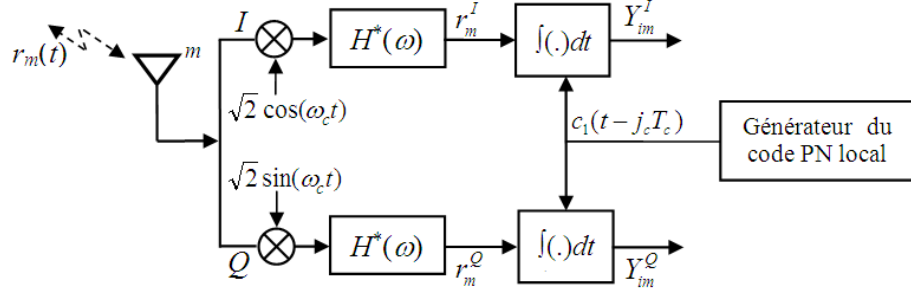 r_m(t)
m
I
√2 cos(ω_c t)
H*(ω)
r_m^I
∫(.)dt
Y_im^I
c_1(t − j_c T_c)
Générateur du
code PN local
√2 sin(ω_c t)
Q
H*(ω)
r_m^Q
∫(.)dt
Y_im^Q